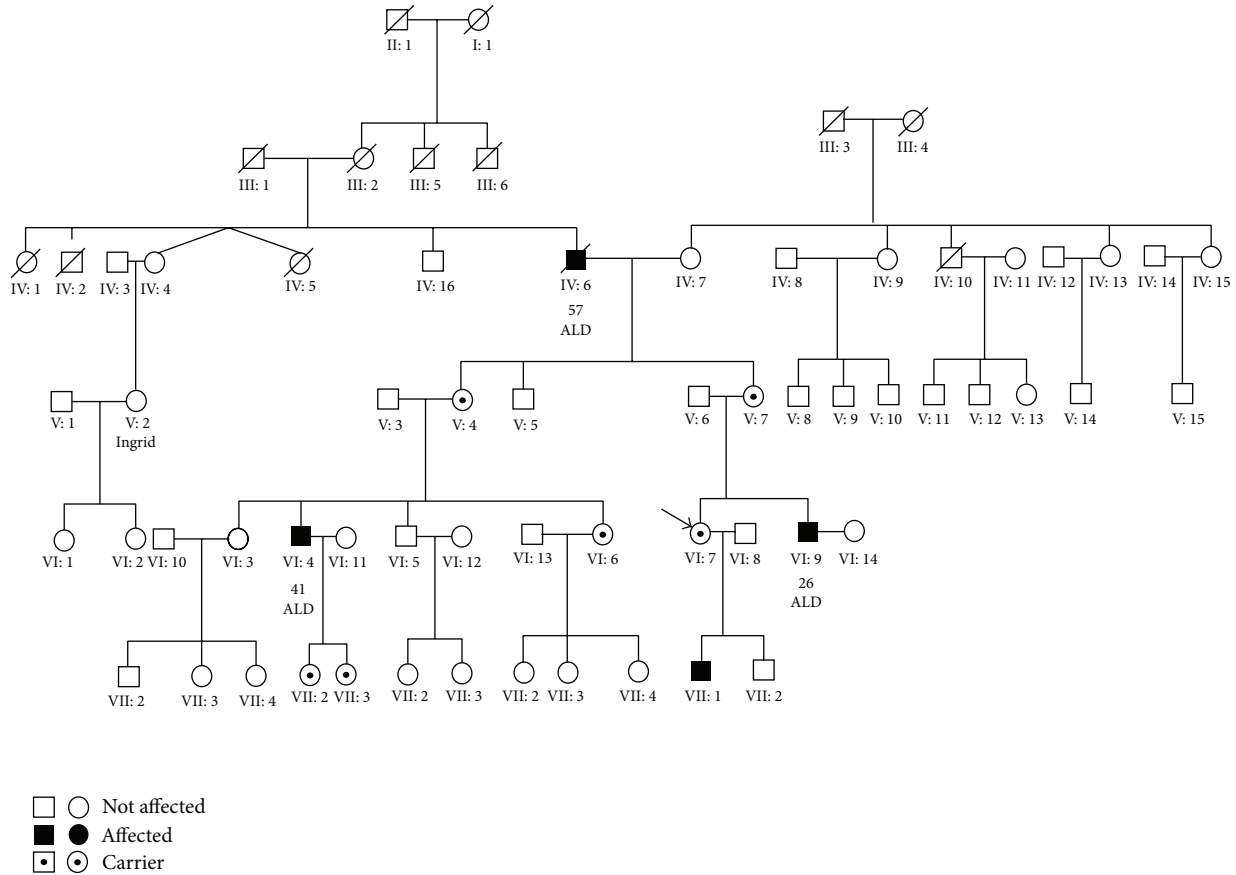 II: 1 I: 1
III: 3 III: 4
III: 1 III: 2 III: 5 III: 6
IV: 1 IV: 2 IV: 3 IV: 4 IV: 5 IV: 16 IV: 6 IV: 7 IV: 8 IV: 9 IV: 10 IV: 11 IV: 12 IV: 13 IV: 14 IV: 15
57
ALD
V: 1 V: 2 V: 3 V: 4 V: 5 V: 6 V: 7 V: 8 V: 9 V: 10 V: 11 V: 12 V: 13 V: 14 V: 15
Ingrid
VI: 1 VI: 2 VI: 10 VI: 3 VI: 4 VI: 11 VI: 5 VI: 12 VI: 13 VI: 6 VI: 7 VI: 8 VI: 9 VI: 14
41 26
ALD ALD
VII: 2 VII: 3 VII: 4 VII: 2 VII: 3 VII: 2 VII: 3 VII: 2 VII: 3 VII: 4 VII: 1 VII: 2
Not affected
Affected
Carrier